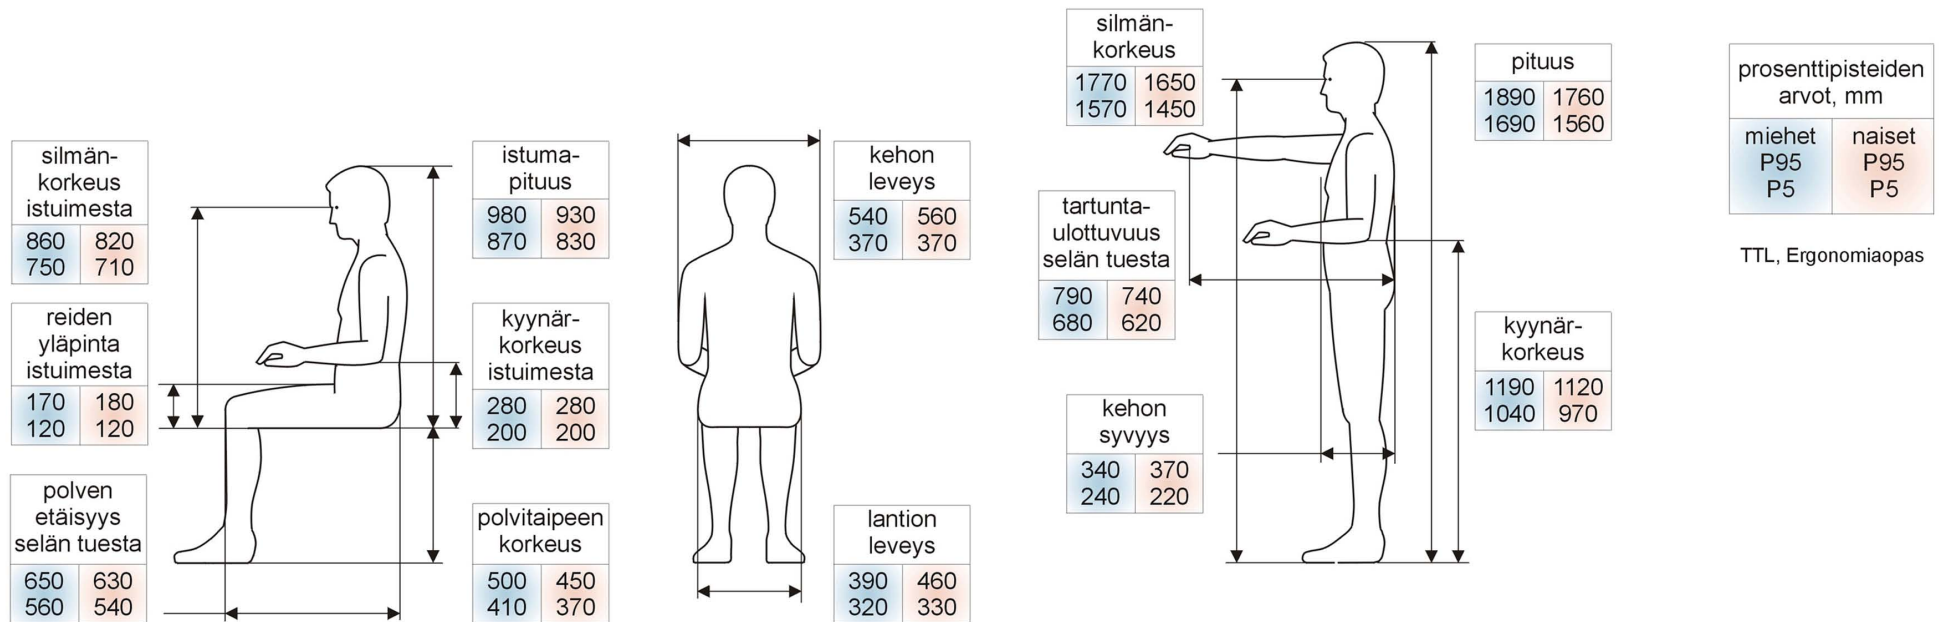 silmän-
korkeus
istuimesta
860 820
750 710
reiden
yläpinta
istuimesta
170 180
120 120
polven
etäisyys
selän tuesta
650 630
560 540
istuma-
pituus
980 930
870 830
kyynär-
korkeus
istuimesta
280 280
200 200
polvitaipeen
korkeus
500 450
410 370
kehon
leveys
540 560
370 370
lantion
leveys
390 460
320 330
silmän-
korkeus
1770 1650
1570 1450
tartunta-
ulottuvuus
selän tuesta
790 740
680 620
kehon
syvyys
340 370
240 220
pituus
1890 1760
1690 1560
kyynär-
korkeus
1190 1120
1040 970
prosenttipisteiden
arvot, mm
miehet naiset
P95 P95
P5 P5
TTL, Ergonomiaopas